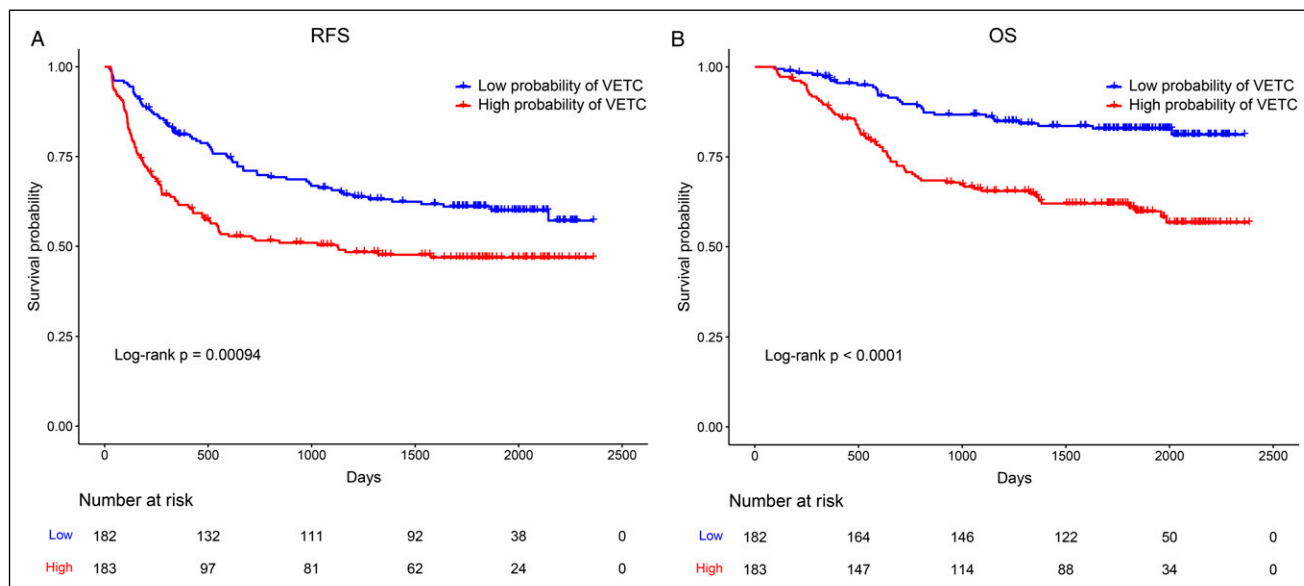 A
RFS
1.00
0.75
0.50
0.25
0.00
Survival probability
Low probability of VETC
High probability of VETC
Log-rank p = 0.00094
0 500 1000 1500 2000 2500
Days
Number at risk
Low 182 132 111 92 38 0
High 183 97 81 62 24 0
B
OS
1.00
0.75
0.50
0.25
0.00
Survival probability
Low probability of VETC
High probability of VETC
Log-rank p < 0.0001
0 500 1000 1500 2000 2500
Days
Number at risk
Low 182 164 146 122 50 0
High 183 147 114 88 34 0